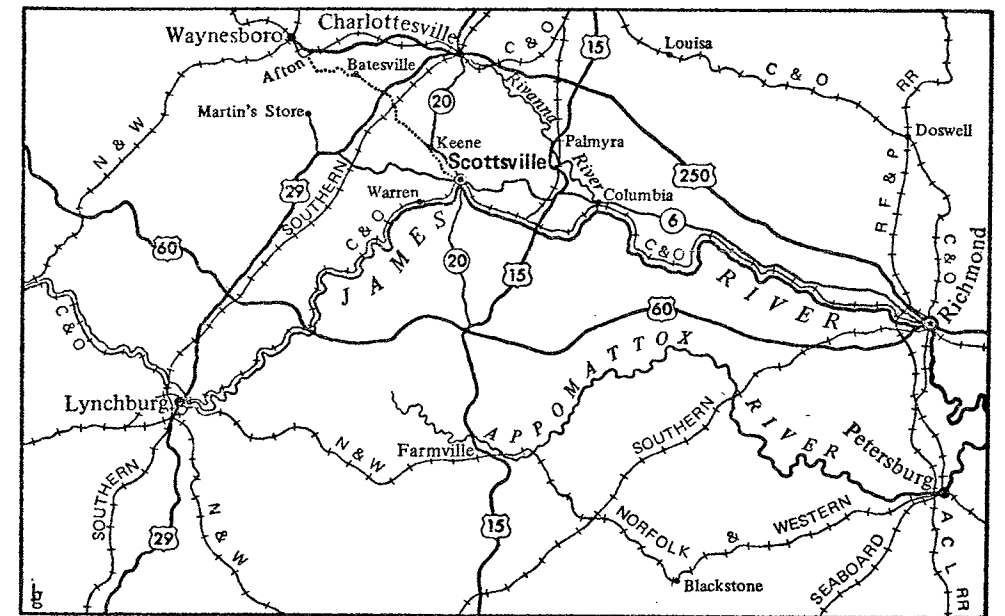 Waynesboro
Charlottesville
C & O
15
Louisa
C & O
RR
Afton
Batesville
Rivanna
River
Martin's Store
20
Keene
Palmyra
Doswell
N & W
Scottsville
29
SOUTHERN
Warren
Columbia
250
R F & P
C & O
6
C & O
C & O
60
JAMES
RIVER
20
15
Richmond
60
C & O
APPOMATTOX
RIVER
Lynchburg
N & W
Farmville
SOUTHERN
Petersburg
SOUTHERN
N & W
29
15
NORFOLK & WESTERN
SEABOARD
A C L RR
Blackstone
lg